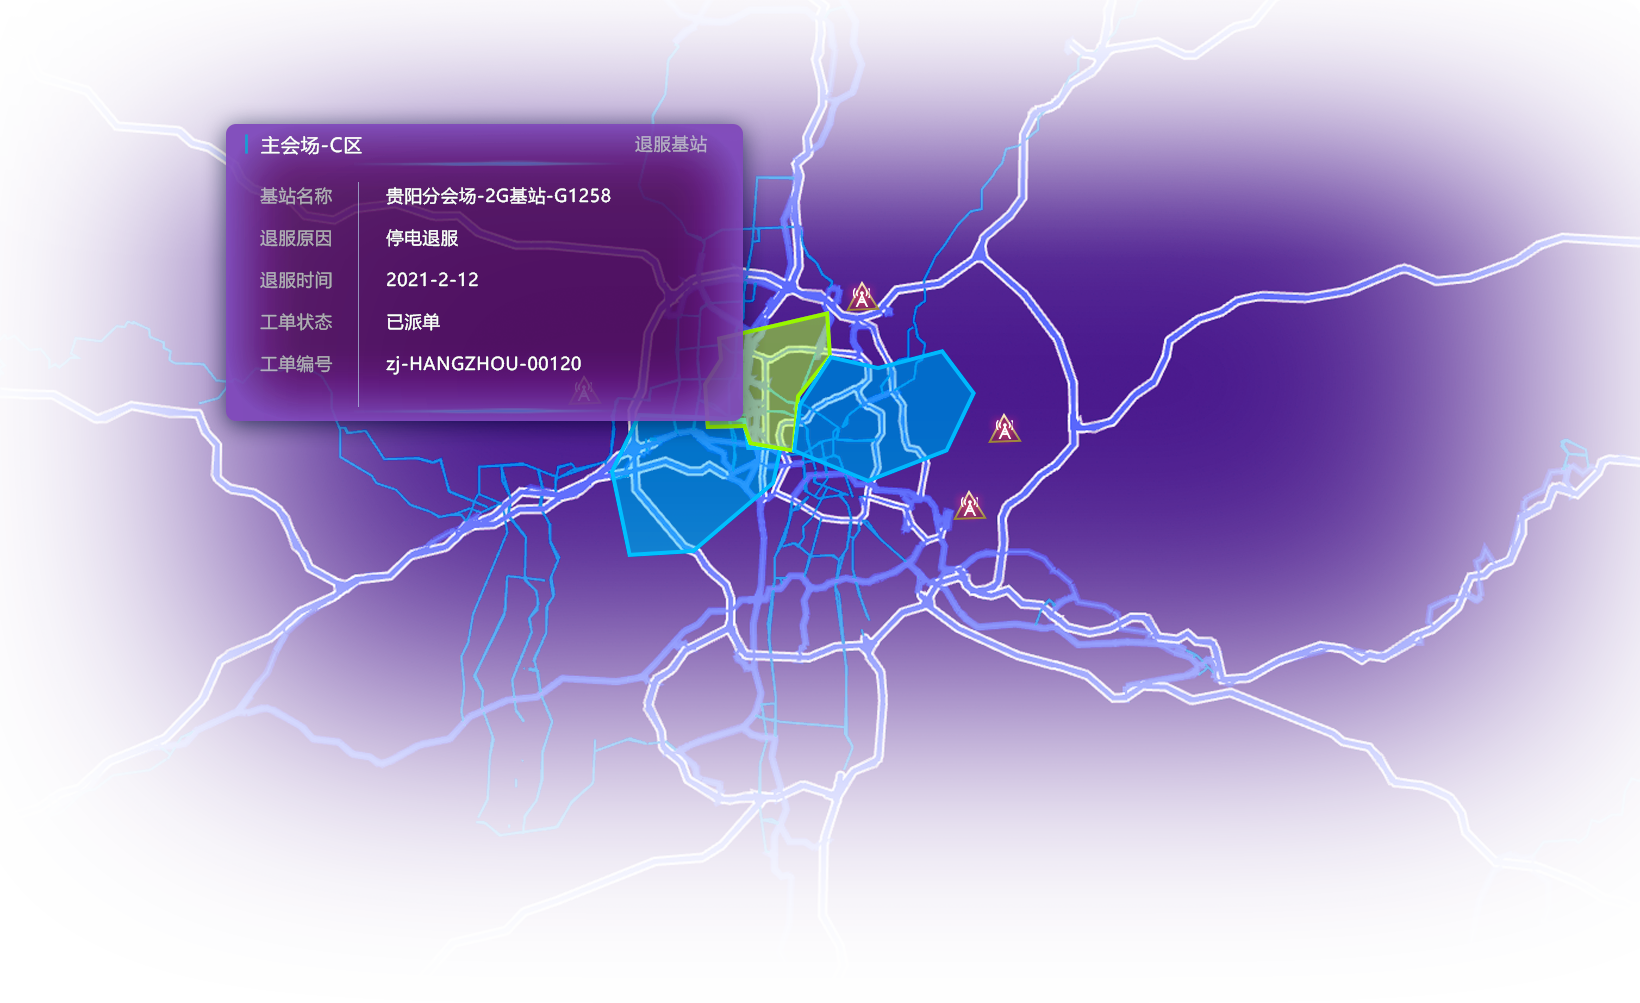 主会场-C区 退服基站
基站名称 贵阳分会场-2G基站-G1258
退服原因 停电退服
退服时间 2021-2-12
工单状态 已派单
工单编号 zj-HANGZHOU-00120